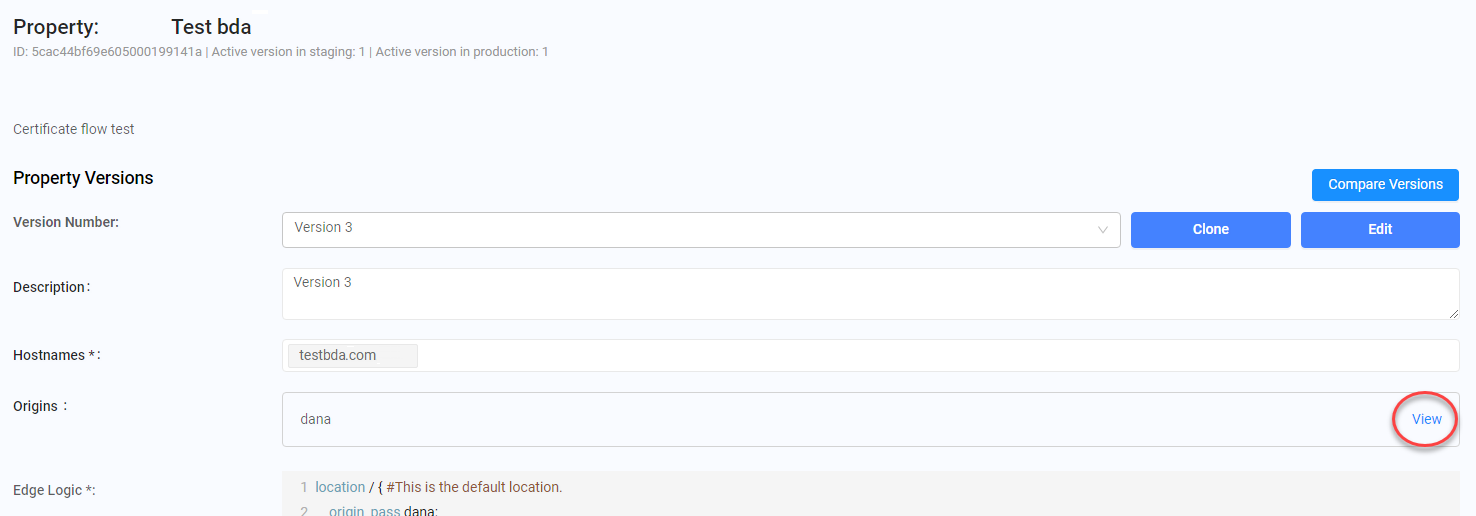 Property: Test bda
ID: 5cac44bf69e605000199141a | Active version in staging: 1 | Active version in production: 1
Certificate flow test
Property Versions
Compare Versions
Version Number:
Version 3
Clone
Edit
Description:
Version 3
Hostnames *:
testbda.com
Origins :
dana
View
Edge Logic *:
1 location / { #This is the default location.
2 origin_pass dana;